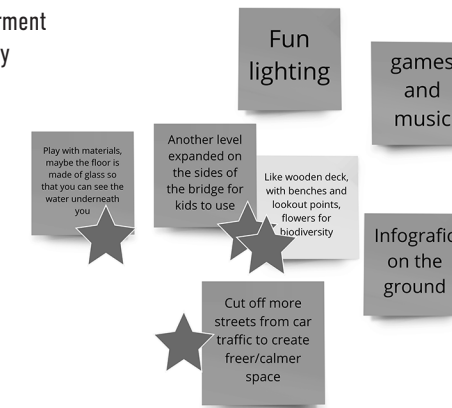 rment
y
Fun
lighting
games
and
music
Play with materials,
maybe the floor is
made of glass so
that you can see the
water underneath
you
Another level
expanded on
the sides of
the bridge for
kids to use
Like wooden deck,
with benches and
lookout points,
flowers for
biodiversity
Infografic
on the
ground
Cut off more
streets from car
traffic to create
freer/calmer
space